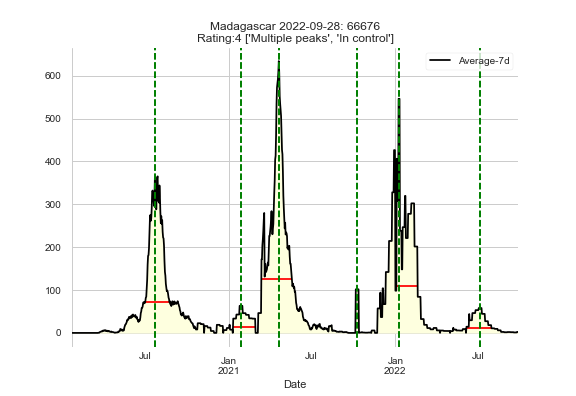 Madagascar 2022-09-28: 66676
Rating:4 ['Multiple peaks', 'In control']
Average-7d
600
500
400
300
200
100
0
Jul
Jan
2021
Jul
Jan
2022
Jul
Date